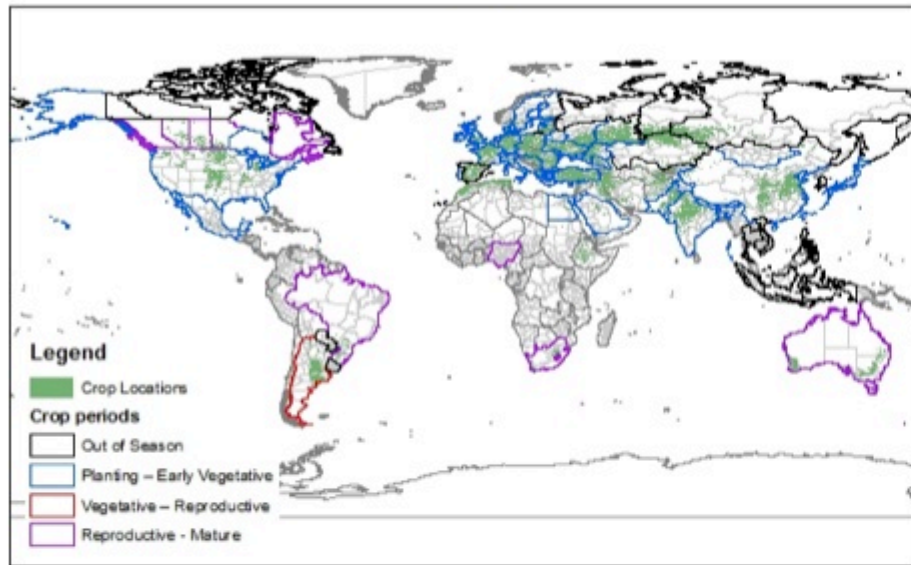 Legend
Crop Locations
Crop periods
Out of Season
Planting – Early Vegetative
Vegetative – Reproductive
Reproductive - Mature